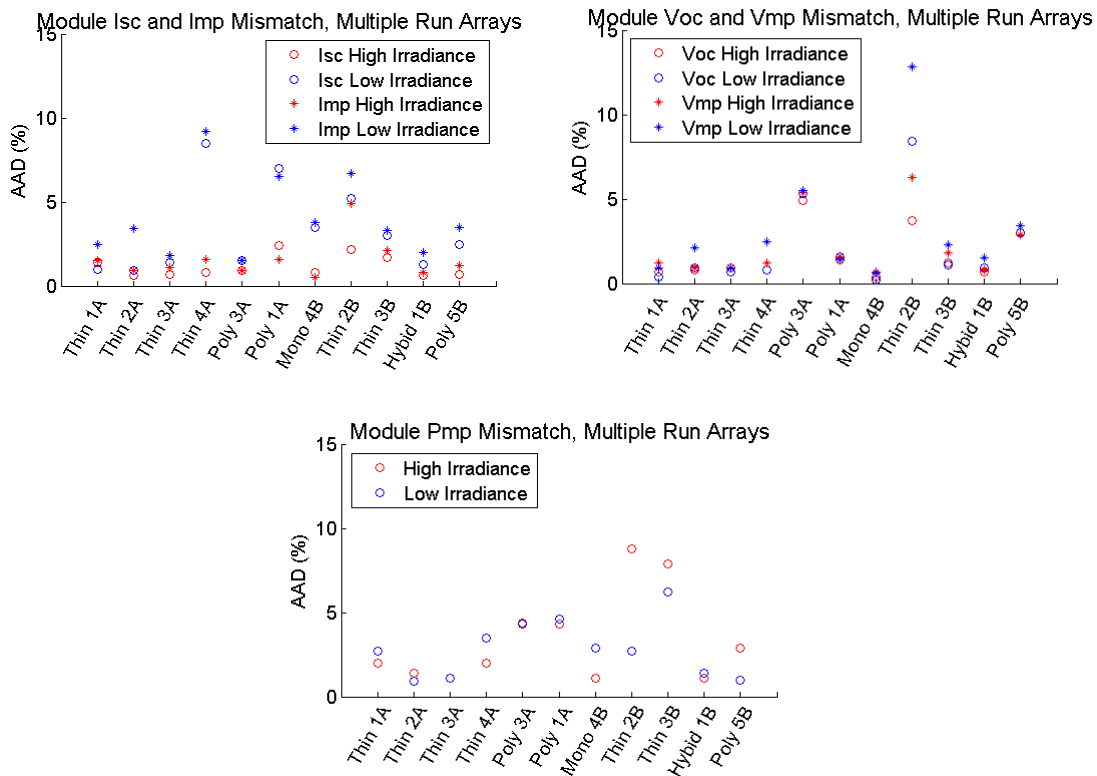 Module Isc and Imp Mismatch, Multiple Run Arrays
15
10
5
0
AAD (%)
Isc High Irradiance
Isc Low Irradiance
Imp High Irradiance
Imp Low Irradiance
Thin 1A
Thin 2A
Thin 3A
Thin 4A
Poly 3A
Poly 1A
Mono 4B
Thin 2B
Thin 3B
Hybid 1B
Poly 5B
Module Voc and Vmp Mismatch, Multiple Run Arrays
15
10
5
0
AAD (%)
Voc High Irradiance
Voc Low Irradiance
Vmp High Irradiance
Vmp Low Irradiance
Thin 1A
Thin 2A
Thin 3A
Thin 4A
Poly 3A
Poly 1A
Mono 4B
Thin 2B
Thin 3B
Hybid 1B
Poly 5B
Module Pmp Mismatch, Multiple Run Arrays
15
10
5
0
AAD (%)
High Irradiance
Low Irradiance
Thin 1A
Thin 2A
Thin 3A
Thin 4A
Poly 3A
Poly 1A
Mono 4B
Thin 2B
Thin 3B
Hybid 1B
Poly 5B